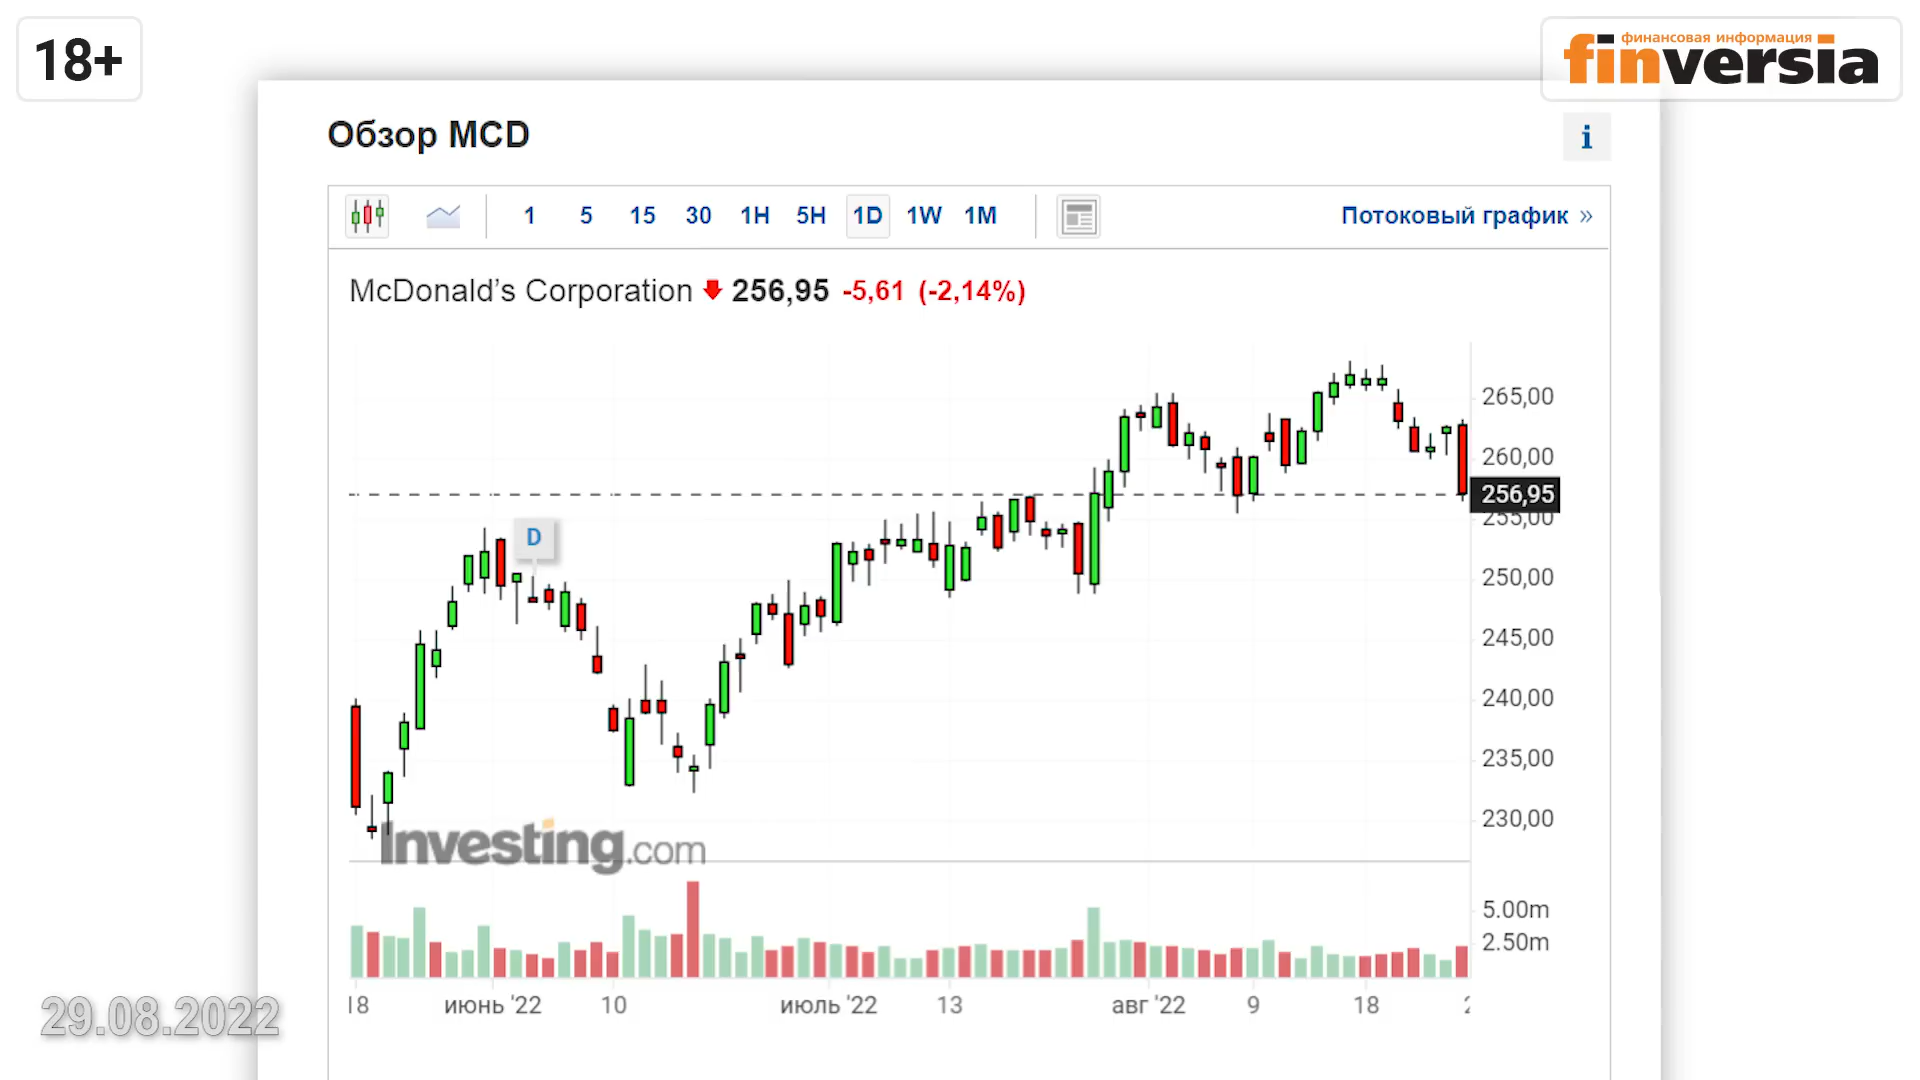 18+
финансовая информация
finversia
Обзор MCD
i
1 5 15 30 1H 5H 1D 1W 1M
Потоковый график »
McDonald’s Corporation 256,95 -5,61 (-2,14%)
265,00
260,00
256,95
255,00
D
250,00
245,00
240,00
235,00
230,00
Investing.com
5.00m
2.50m
18 июнь '22 10 июль '22 13 авг '22 9 18
29.08.2022